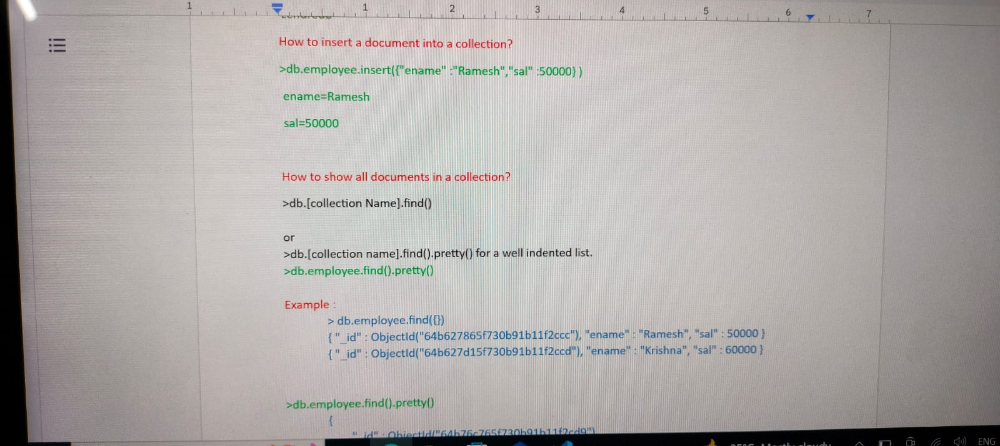 1 1 2 3 4 5 6 7
How to insert a document into a collection?
>db.employee.insert({"ename" :"Ramesh","sal" :50000} )
ename=Ramesh
sal=50000
How to show all documents in a collection?
>db.[collection Name].find()
or
>db.[collection name].find().pretty() for a well indented list.
>db.employee.find().pretty()
Example :
> db.employee.find({})
{ "_id" : ObjectId("64b627865f730b91b11f2ccc"), "ename" : "Ramesh", "sal" : 50000 }
{ "_id" : ObjectId("64b627d15f730b91b11f2ccd"), "ename" : "Krishna", "sal" : 60000 }
>db.employee.find().pretty()
{
"_id" : ObjectId("64b76c765f730b91b11f2cd9")
ENG